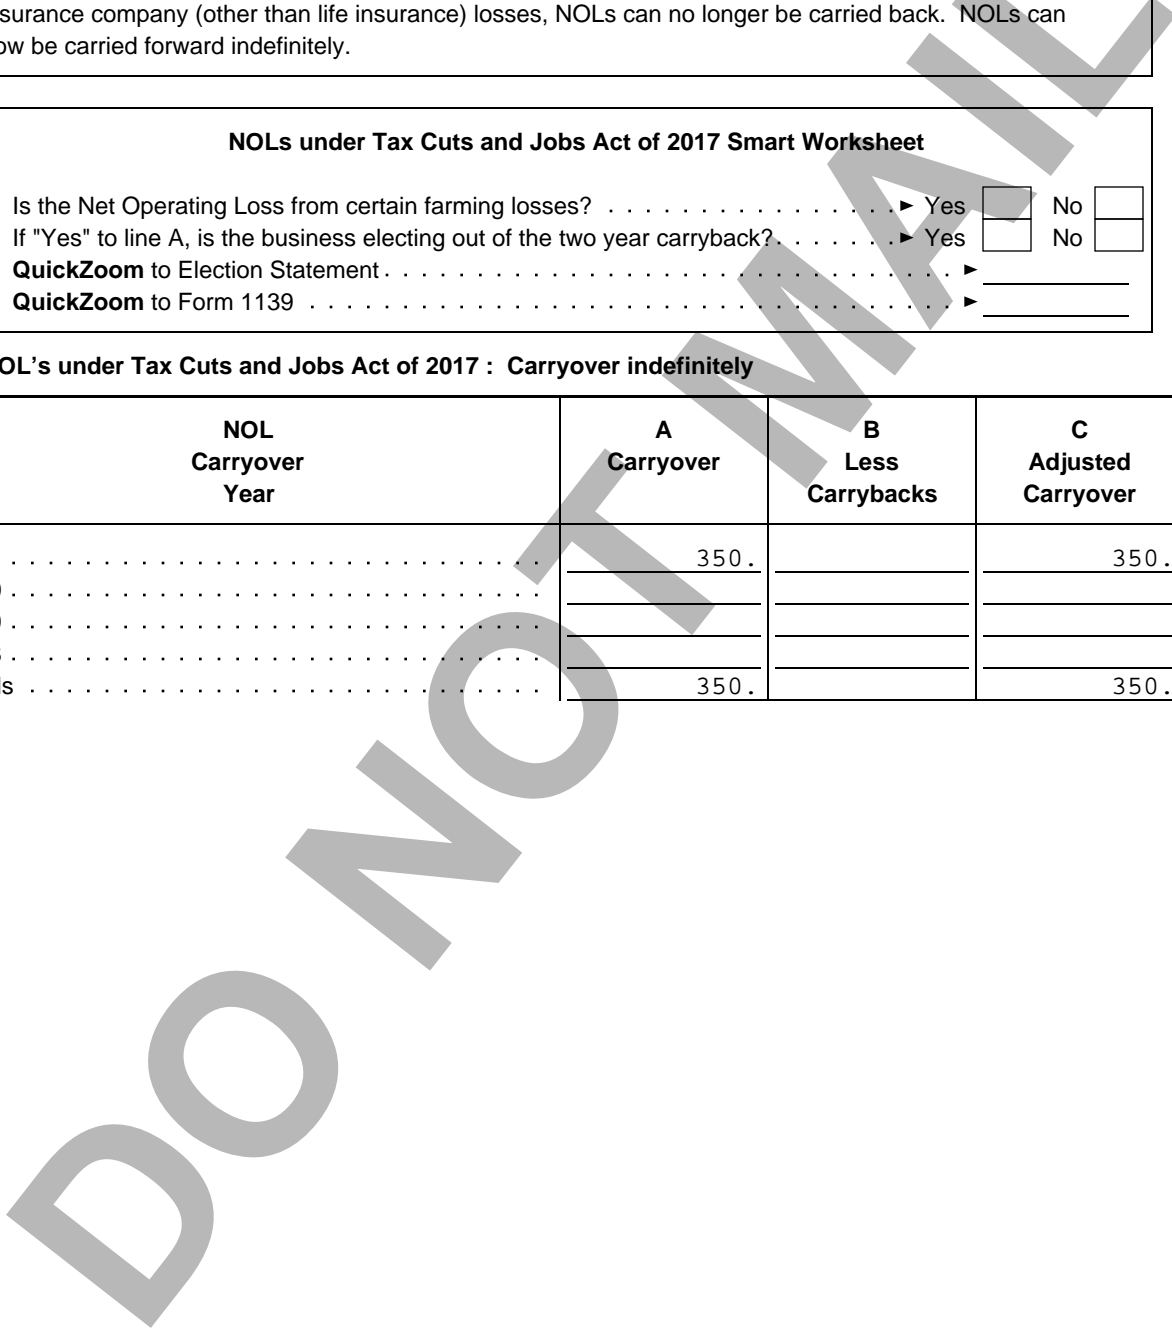 surance company (other than life insurance) losses, NOLs can no longer be carried back. NOLs can
ow be carried forward indefinitely.
NOLs under Tax Cuts and Jobs Act of 2017 Smart Worksheet
Is the Net Operating Loss from certain farming losses? . . . . . . . . . . . . . . . . ► Yes No
If "Yes" to line A, is the business electing out of the two year carryback?. . . . . . . ► Yes No
QuickZoom to Election Statement . . . . . . . . . . . . . . . . . . . . . . . . . . . . . . . ►
QuickZoom to Form 1139 . . . . . . . . . . . . . . . . . . . . . . . . . . . . . . . . . . . ►
OL's under Tax Cuts and Jobs Act of 2017 : Carryover indefinitely
NOL Carryover Year
A Carryover
B Less Carrybacks
C Adjusted Carryover
. . . . . . . . . . . . . . . . . . . . . . . . . . . . . 350. 350.
. . . . . . . . . . . . . . . . . . . . . . . . . . . . .
. . . . . . . . . . . . . . . . . . . . . . . . . . . . .
. . . . . . . . . . . . . . . . . . . . . . . . . . . . .
ls . . . . . . . . . . . . . . . . . . . . . . . . . . . . 350. 350.
DO NOT MAIL